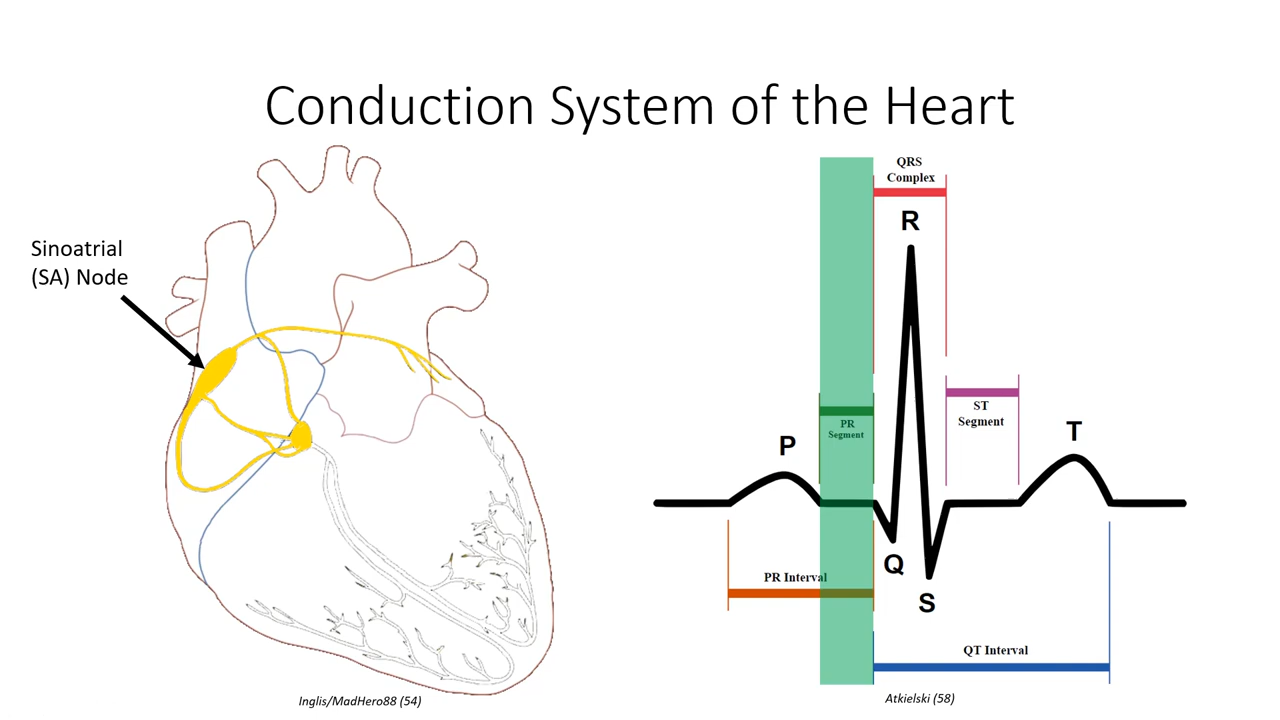 Conduction System of the Heart
Sinoatrial
(SA) Node
QRS
Complex
R
PR
Segment
ST
Segment
P
T
Q
S
PR Interval
QT Interval
Inglis/MadHero88 (54)
Atkielski (58)